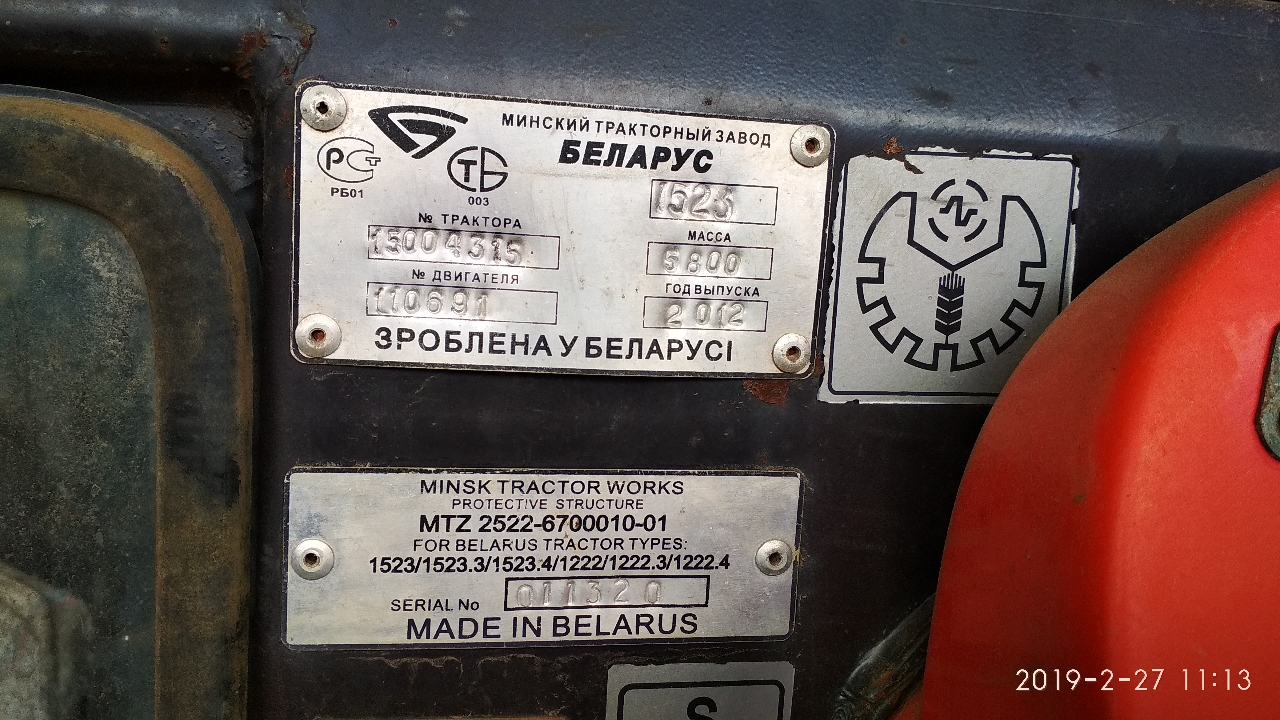 МИНСКИЙ ТРАКТОРНЫЙ ЗАВОД
БЕЛАРУС
РСТ
РБ01
ТБ
003
1523
№ ТРАКТОРА
15004315
МАССА
5800
№ ДВИГАТЕЛЯ
110691
ГОД ВЫПУСКА
2012
ЗРОБЛЕНА У БЕЛАРУСІ
MINSK TRACTOR WORKS
PROTECTIVE STRUCTURE
MTZ 2522-6700010-01
FOR BELARUS TRACTOR TYPES:
1523/1523.3/1523.4/1222/1222.3/1222.4
SERIAL No 011320
MADE IN BELARUS
S
2019-2-27 11:13